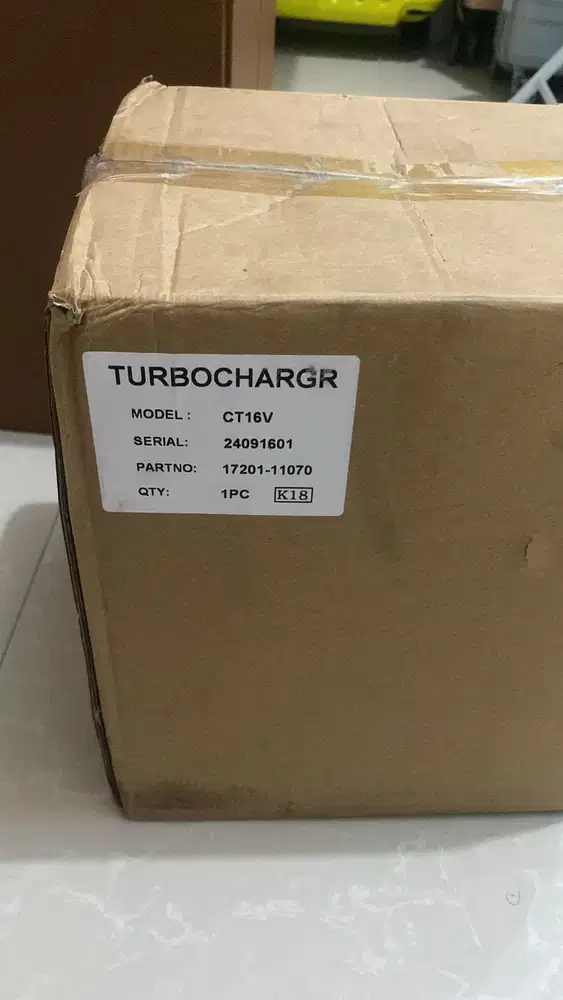 TURBOCHARGR
MODEL: CT16V
SERIAL: 24091601
PARTNO: 17201-11070
QTY: 1PC K18